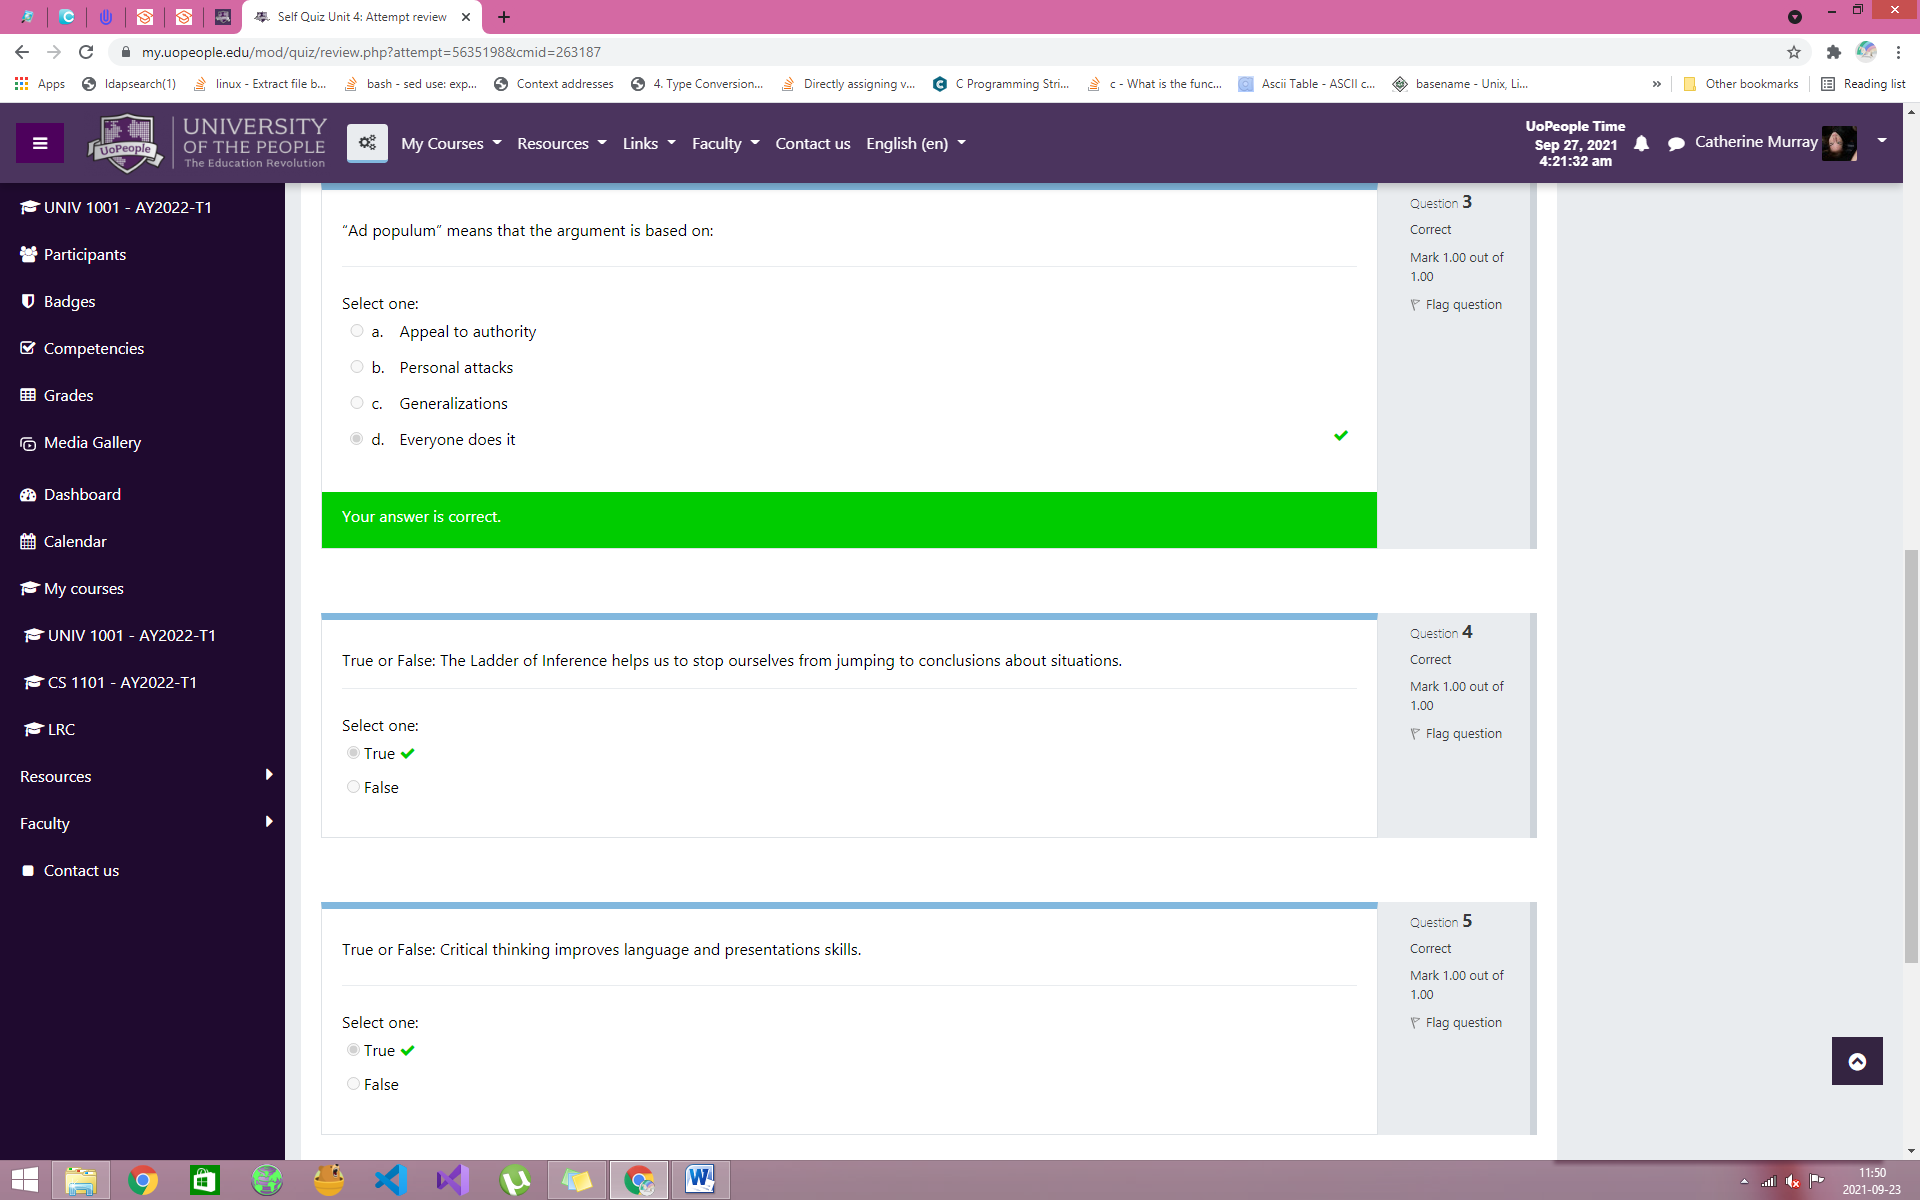 Self Quiz Unit 4: Attempt review
my.uopeople.edu/mod/quiz/review.php?attempt=5635198&cmid=263187
Apps
ldapsearch(1)
linux - Extract file b...
bash - sed use: exp...
Context addresses
4. Type Conversion...
Directly assigning v...
C Programming Stri...
c - What is the func...
Ascii Table - ASCII c...
basename - Unix, Li...
»
Other bookmarks
Reading list
UoPeople
UNIVERSITY
OF THE PEOPLE
The Education Revolution
My Courses
Resources
Links
Faculty
Contact us
English (en)
UoPeople Time
Sep 27, 2021
4:21:32 am
Catherine Murray
UNIV 1001 - AY2022-T1
Participants
Badges
Competencies
Grades
Media Gallery
Dashboard
Calendar
My courses
UNIV 1001 - AY2022-T1
CS 1101 - AY2022-T1
LRC
Resources
Faculty
Contact us
“Ad populum” means that the argument is based on:
Select one:
a. Appeal to authority
b. Personal attacks
c. Generalizations
d. Everyone does it
Your answer is correct.
Question 3
Correct
Mark 1.00 out of
1.00
Flag question
True or False: The Ladder of Inference helps us to stop ourselves from jumping to conclusions about situations.
Select one:
True
False
Question 4
Correct
Mark 1.00 out of
1.00
Flag question
True or False: Critical thinking improves language and presentations skills.
Select one:
True
False
Question 5
Correct
Mark 1.00 out of
1.00
Flag question
11:50
2021-09-23